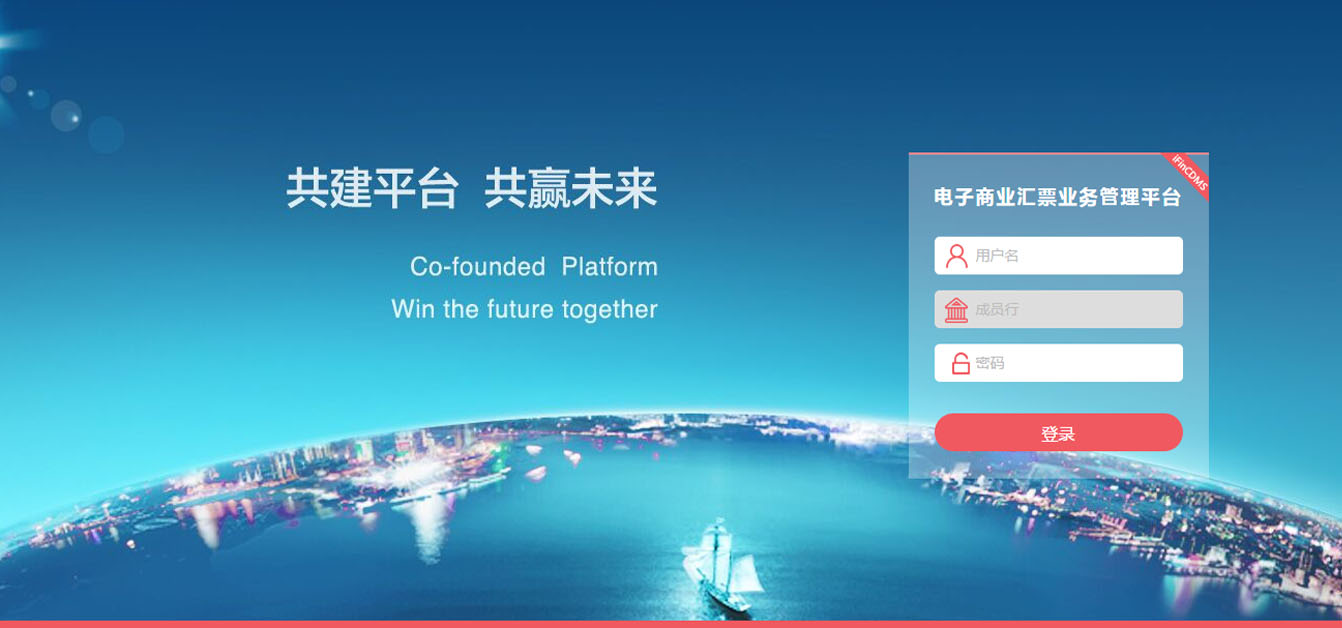 共建平台 共赢未来
Co-founded Platform
Win the future together
iFinCDMS
电子商业汇票业务管理平台
用户名
成员行
密码
登录